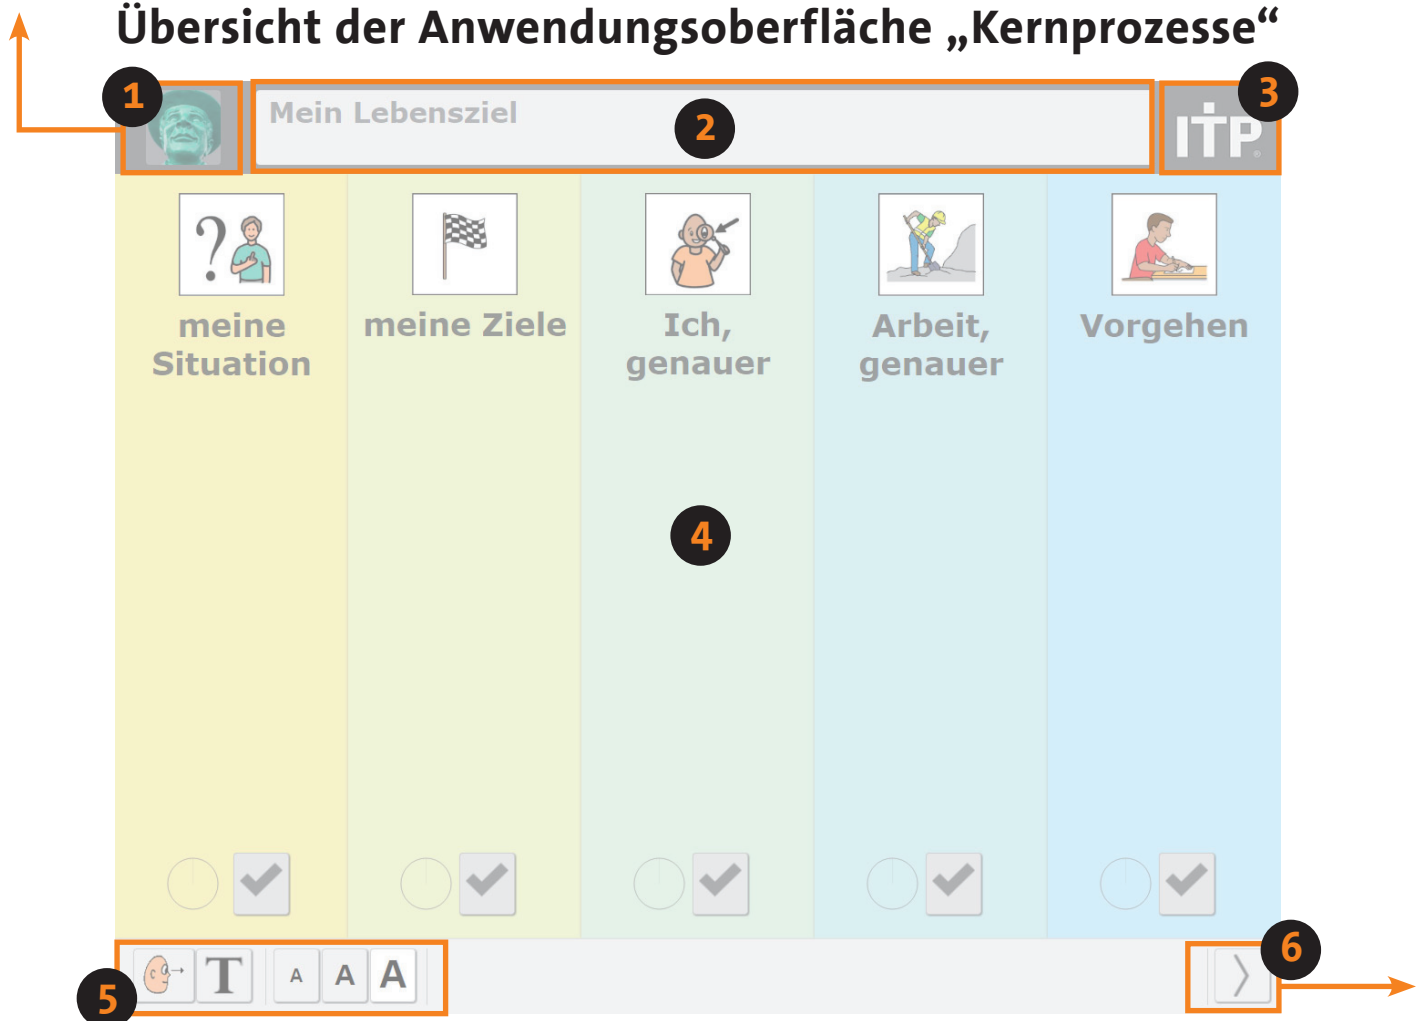 Übersicht der Anwendungsoberfläche „Kernprozesse“
1
Mein Lebensziel
2
3
ITP®
?
meine
Situation
meine Ziele
Ich,
genauer
Arbeit,
genauer
Vorgehen
4
T A A A
5
6